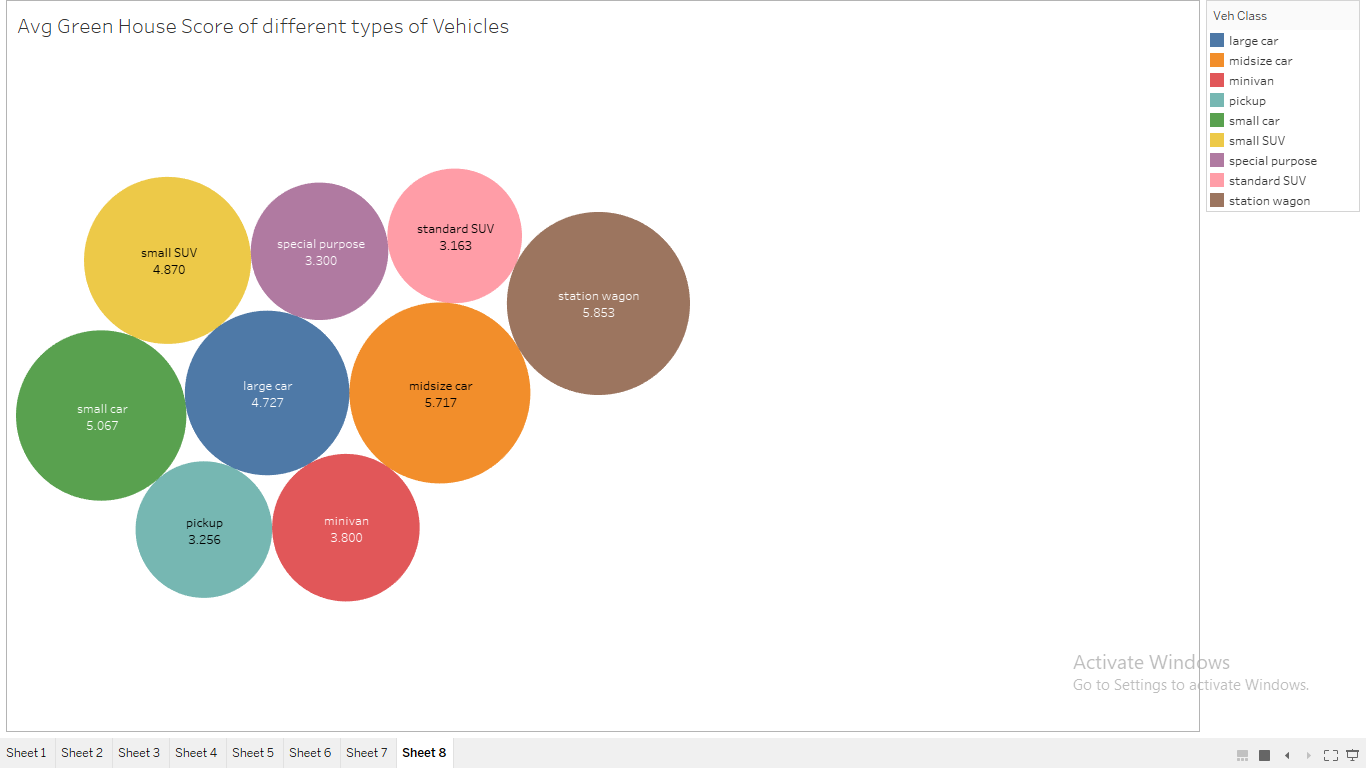 Avg Green House Score of different types of Vehicles
Veh Class
large car
midsize car
minivan
pickup
small car
small SUV
special purpose
standard SUV
station wagon
standard SUV
3.163
special purpose
3.300
small SUV
4.870
station wagon
5.853
large car
4.727
midsize car
5.717
small car
5.067
pickup
3.256
minivan
3.800
Activate Windows
Go to Settings to activate Windows.
Sheet 1 Sheet 2 Sheet 3 Sheet 4 Sheet 5 Sheet 6 Sheet 7 Sheet 8